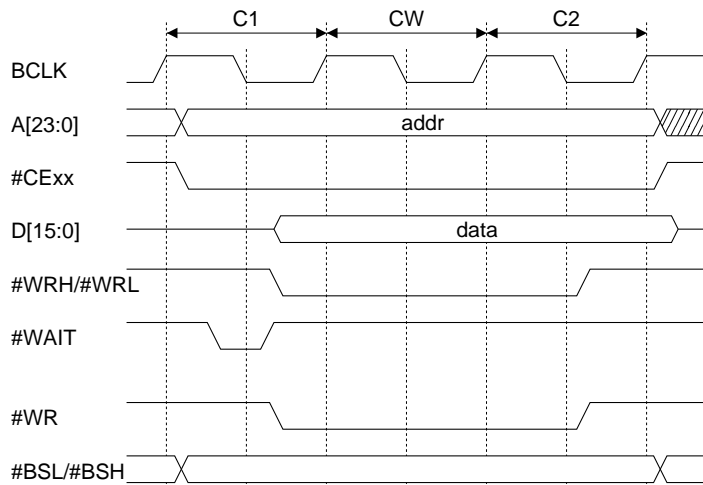 C1 CW C2
BCLK
A[23:0] addr
#CExx
D[15:0] data
#WRH/#WRL
#WAIT
#WR
#BSL/#BSH